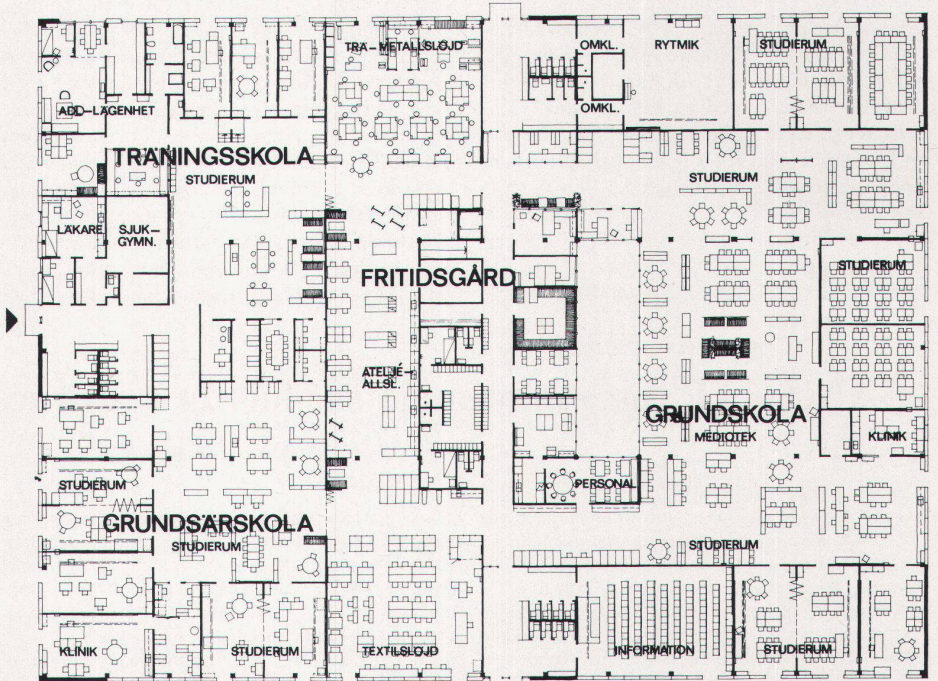 TRÄ-METALLSLÖJD
OMKL.
RYTMIK
STUDIERUM
ADL-LÄGENHET
OMKL.
TRÄNINGSSKOLA
STUDIERUM
STUDIERUM
LÄKARE
SJUK-
GYMN.
FRITIDSGÅRD
STUDIERUM
ATELJÉ-
ALLSL.
GRUNDSKOLA
MEDIOTEK
KLINIK
STUDIERUM
PERSONAL
GRUNDSÄRSKOLA
STUDIERUM
STUDIERUM
KLINIK
STUDIERUM
TEXTILSLÖJD
INFORMATION
STUDIERUM